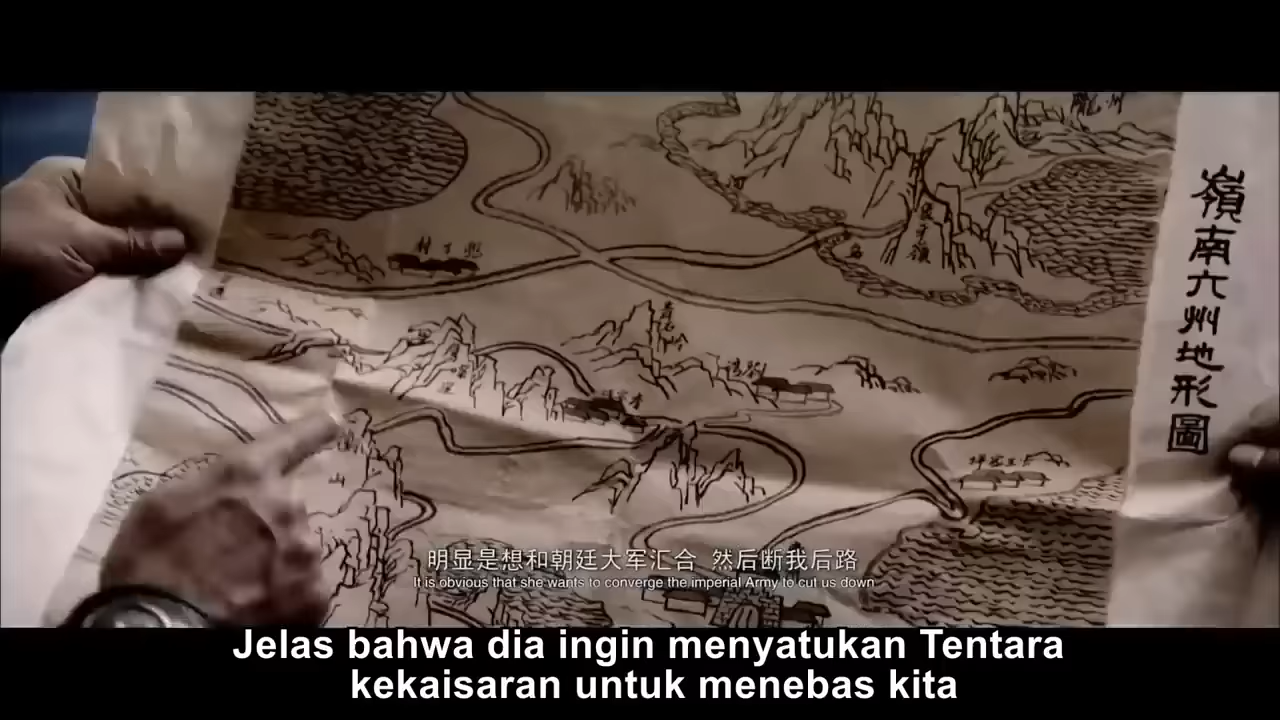 嶺南六州地形圖
明显是想和朝廷大军汇合 然后断我后路
It is obvious that she wants to converge the imperial Army to cut us down
Jelas bahwa dia ingin menyatukan Tentara
kekaisaran untuk menebas kita